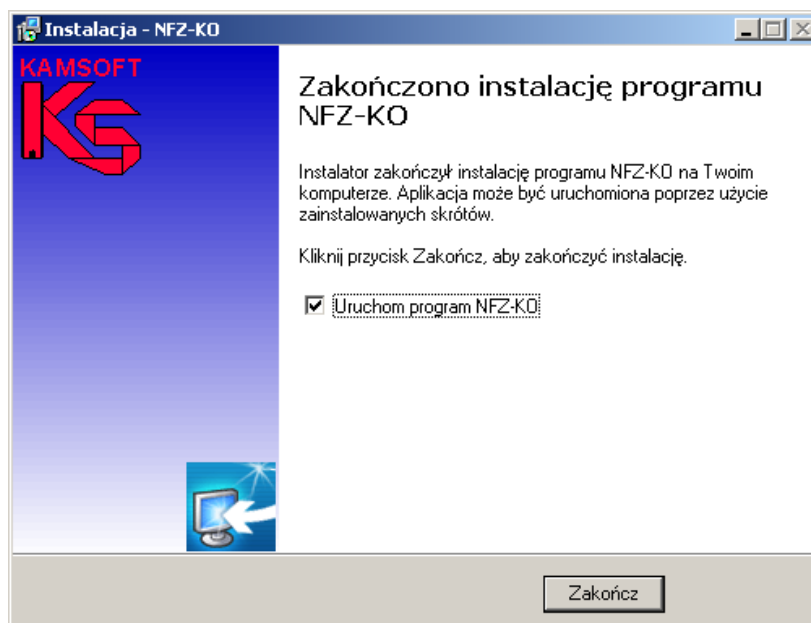 Instalacja - NFZ-KO
KAMSOFT
KS
Zakończono instalację programu
NFZ-KO
Instalator zakończył instalację programu NFZ-KO na Twoim
komputerze. Aplikacja może być uruchomiona poprzez użycie
zainstalowanych skrótów.
Kliknij przycisk Zakończ, aby zakończyć instalację.
Uruchom program NFZ-KO
Zakończ